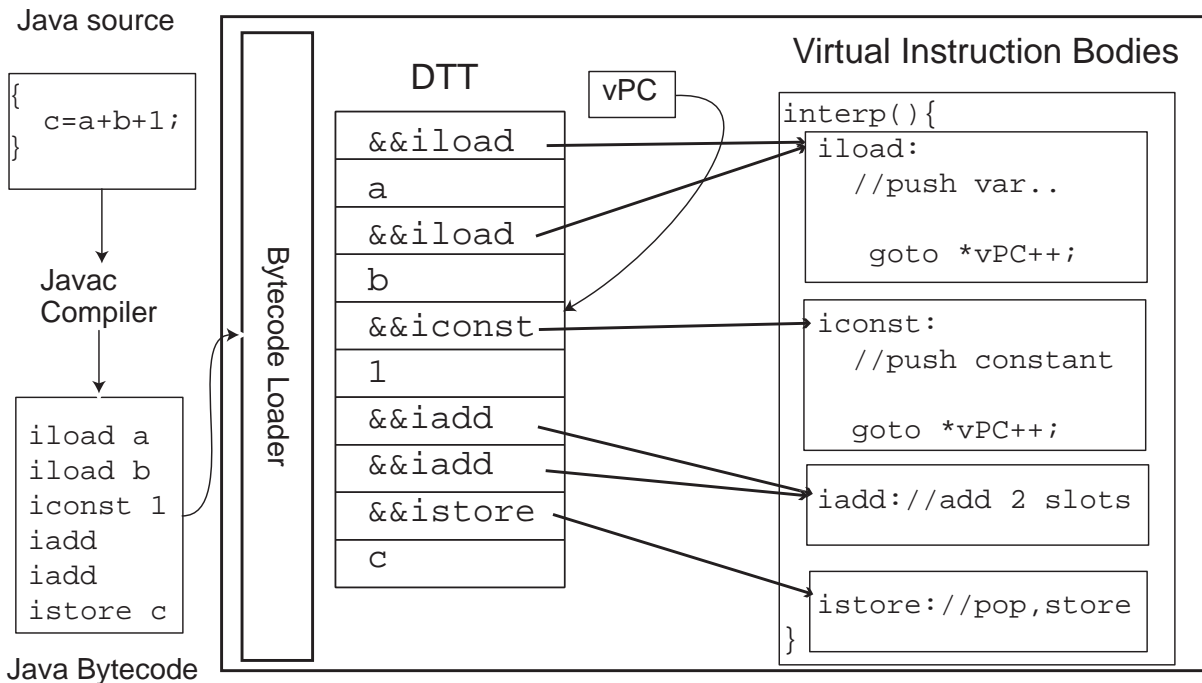 Java source
{
c=a+b+1;
}
Javac
Compiler
iload a
iload b
iconst 1
iadd
iadd
istore c
Java Bytecode
Bytecode Loader
DTT
&&iload
a
&&iload
b
&&iconst
1
&&iadd
&&iadd
&&istore
c
vPC
Virtual Instruction Bodies
interp(){
iload:
//push var..
goto *vPC++;
iconst:
//push constant
goto *vPC++;
iadd://add 2 slots
istore://pop,store
}